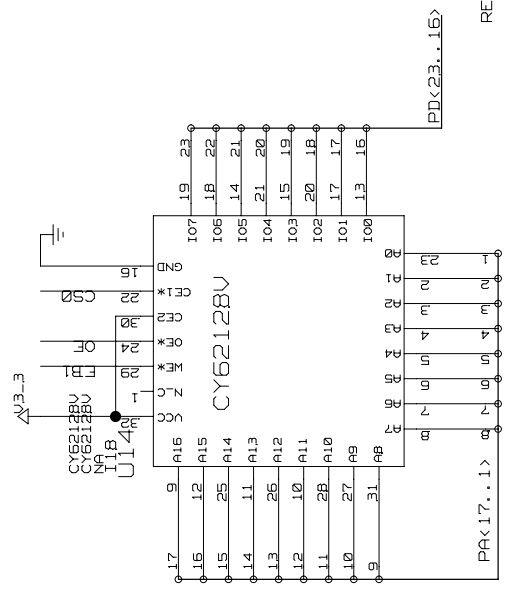 RE
PD<23..16>
23 22 21 20 19 18 17 16
19 18 14 21 15 20 17 13
IO7 IO6 IO5 IO4 IO3 IO2 IO1 IO0
16 GND
CS0 22 CE1*
30 CE2
OE 24 OE*
EB1 29 WE*
1 N_C
V3_3 32 VCC
CY62128V
CY62128V
CY62128V
NA
I18
U14
A0 23 1
A1 2 2
A2 3 3
A3 4 4
A4 5 5
A5 6 6
A6 7 7
A7 8 8
A16 A15 A14 A13 A12 A11 A10 A9 A8
9 12 25 11 26 10 28 27 31
17 16 15 14 13 12 11 10 9
PA<17..1>